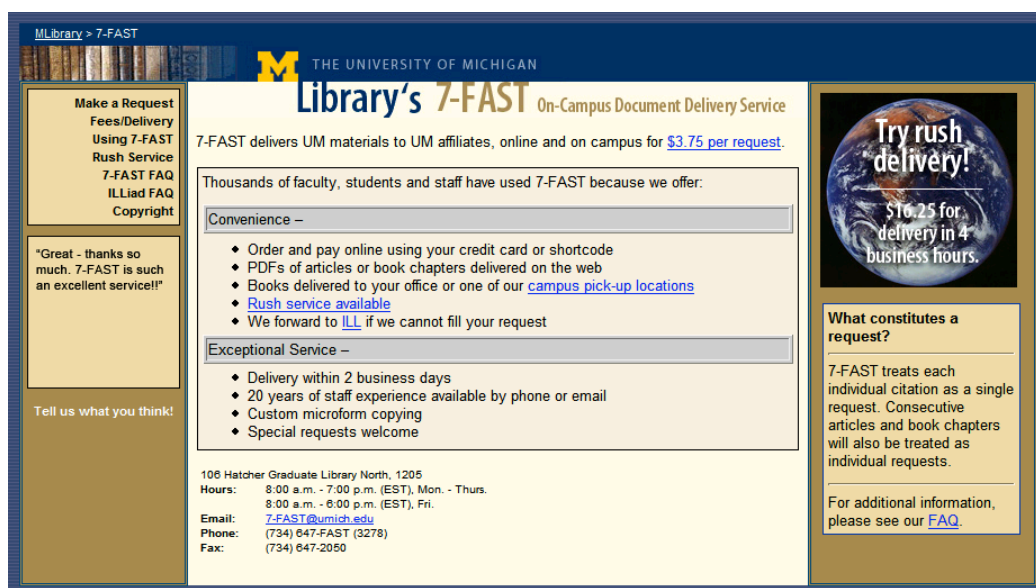 MLibrary > 7-FAST
M THE UNIVERSITY OF MICHIGAN
Library's 7-FAST On-Campus Document Delivery Service
Make a Request
Fees/Delivery
Using 7-FAST
Rush Service
7-FAST FAQ
ILLiad FAQ
Copyright
"Great - thanks so
much. 7-FAST is such
an excellent service!!"
Tell us what you think!
7-FAST delivers UM materials to UM affiliates, online and on campus for $3.75 per request.
Thousands of faculty, students and staff have used 7-FAST because we offer:
Convenience –
Order and pay online using your credit card or shortcode
PDFs of articles or book chapters delivered on the web
Books delivered to your office or one of our campus pick-up locations
Rush service available
We forward to ILL if we cannot fill your request
Exceptional Service –
Delivery within 2 business days
20 years of staff experience available by phone or email
Custom microform copying
Special requests welcome
106 Hatcher Graduate Library North, 1205
Hours: 8:00 a.m. - 7:00 p.m. (EST), Mon. - Thurs.
8:00 a.m. - 6:00 p.m. (EST), Fri.
Email: 7-FAST@umich.edu
Phone: (734) 647-FAST (3278)
Fax: (734) 647-2050
Try rush
delivery!
$16.25 for
delivery in 4
business hours.
What constitutes a
request?
7-FAST treats each
individual citation as a single
request. Consecutive
articles and book chapters
will also be treated as
individual requests.
For additional information,
please see our FAQ.